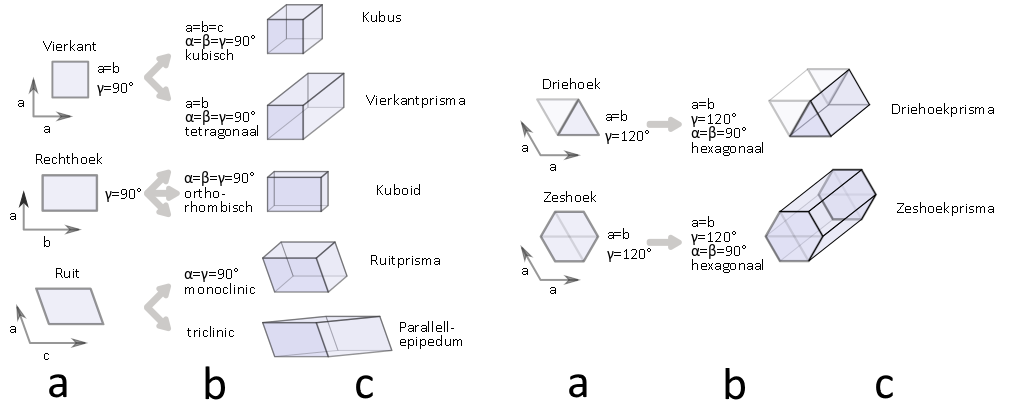 Vierkant
a=b
γ=90°
a
a
a=b=c
α=β=γ=90°
kubisch
Kubus
a=b
α=β=γ=90°
tetragonaal
Vierkantprisma
Rechthoek
γ=90°
a
b
α=β=γ=90°
ortho-
rhombisch
Kuboid
Ruit
a
c
α=γ=90°
monoclinic
Ruitprisma
triclinic
Parallell-
epipedum
a
b
c
Driehoek
a=b
γ=120°
a
a
a=b
γ=120°
α=β=90°
hexagonaal
Driehoekprisma
Zeshoek
a=b
γ=120°
a
a
a=b
γ=120°
α=β=90°
hexagonaal
Zeshoekprisma
a
b
c